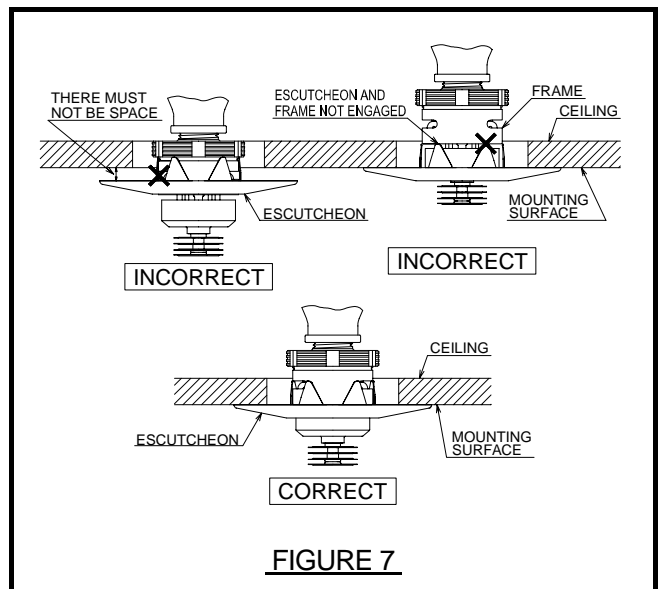 THERE MUST
NOT BE SPACE
ESCUTCHEON
INCORRECT
ESCUTCHEON AND
FRAME NOT ENGAGED
FRAME
CEILING
MOUNTING
SURFACE
INCORRECT
CEILING
ESCUTCHEON
MOUNTING
SURFACE
CORRECT
FIGURE 7